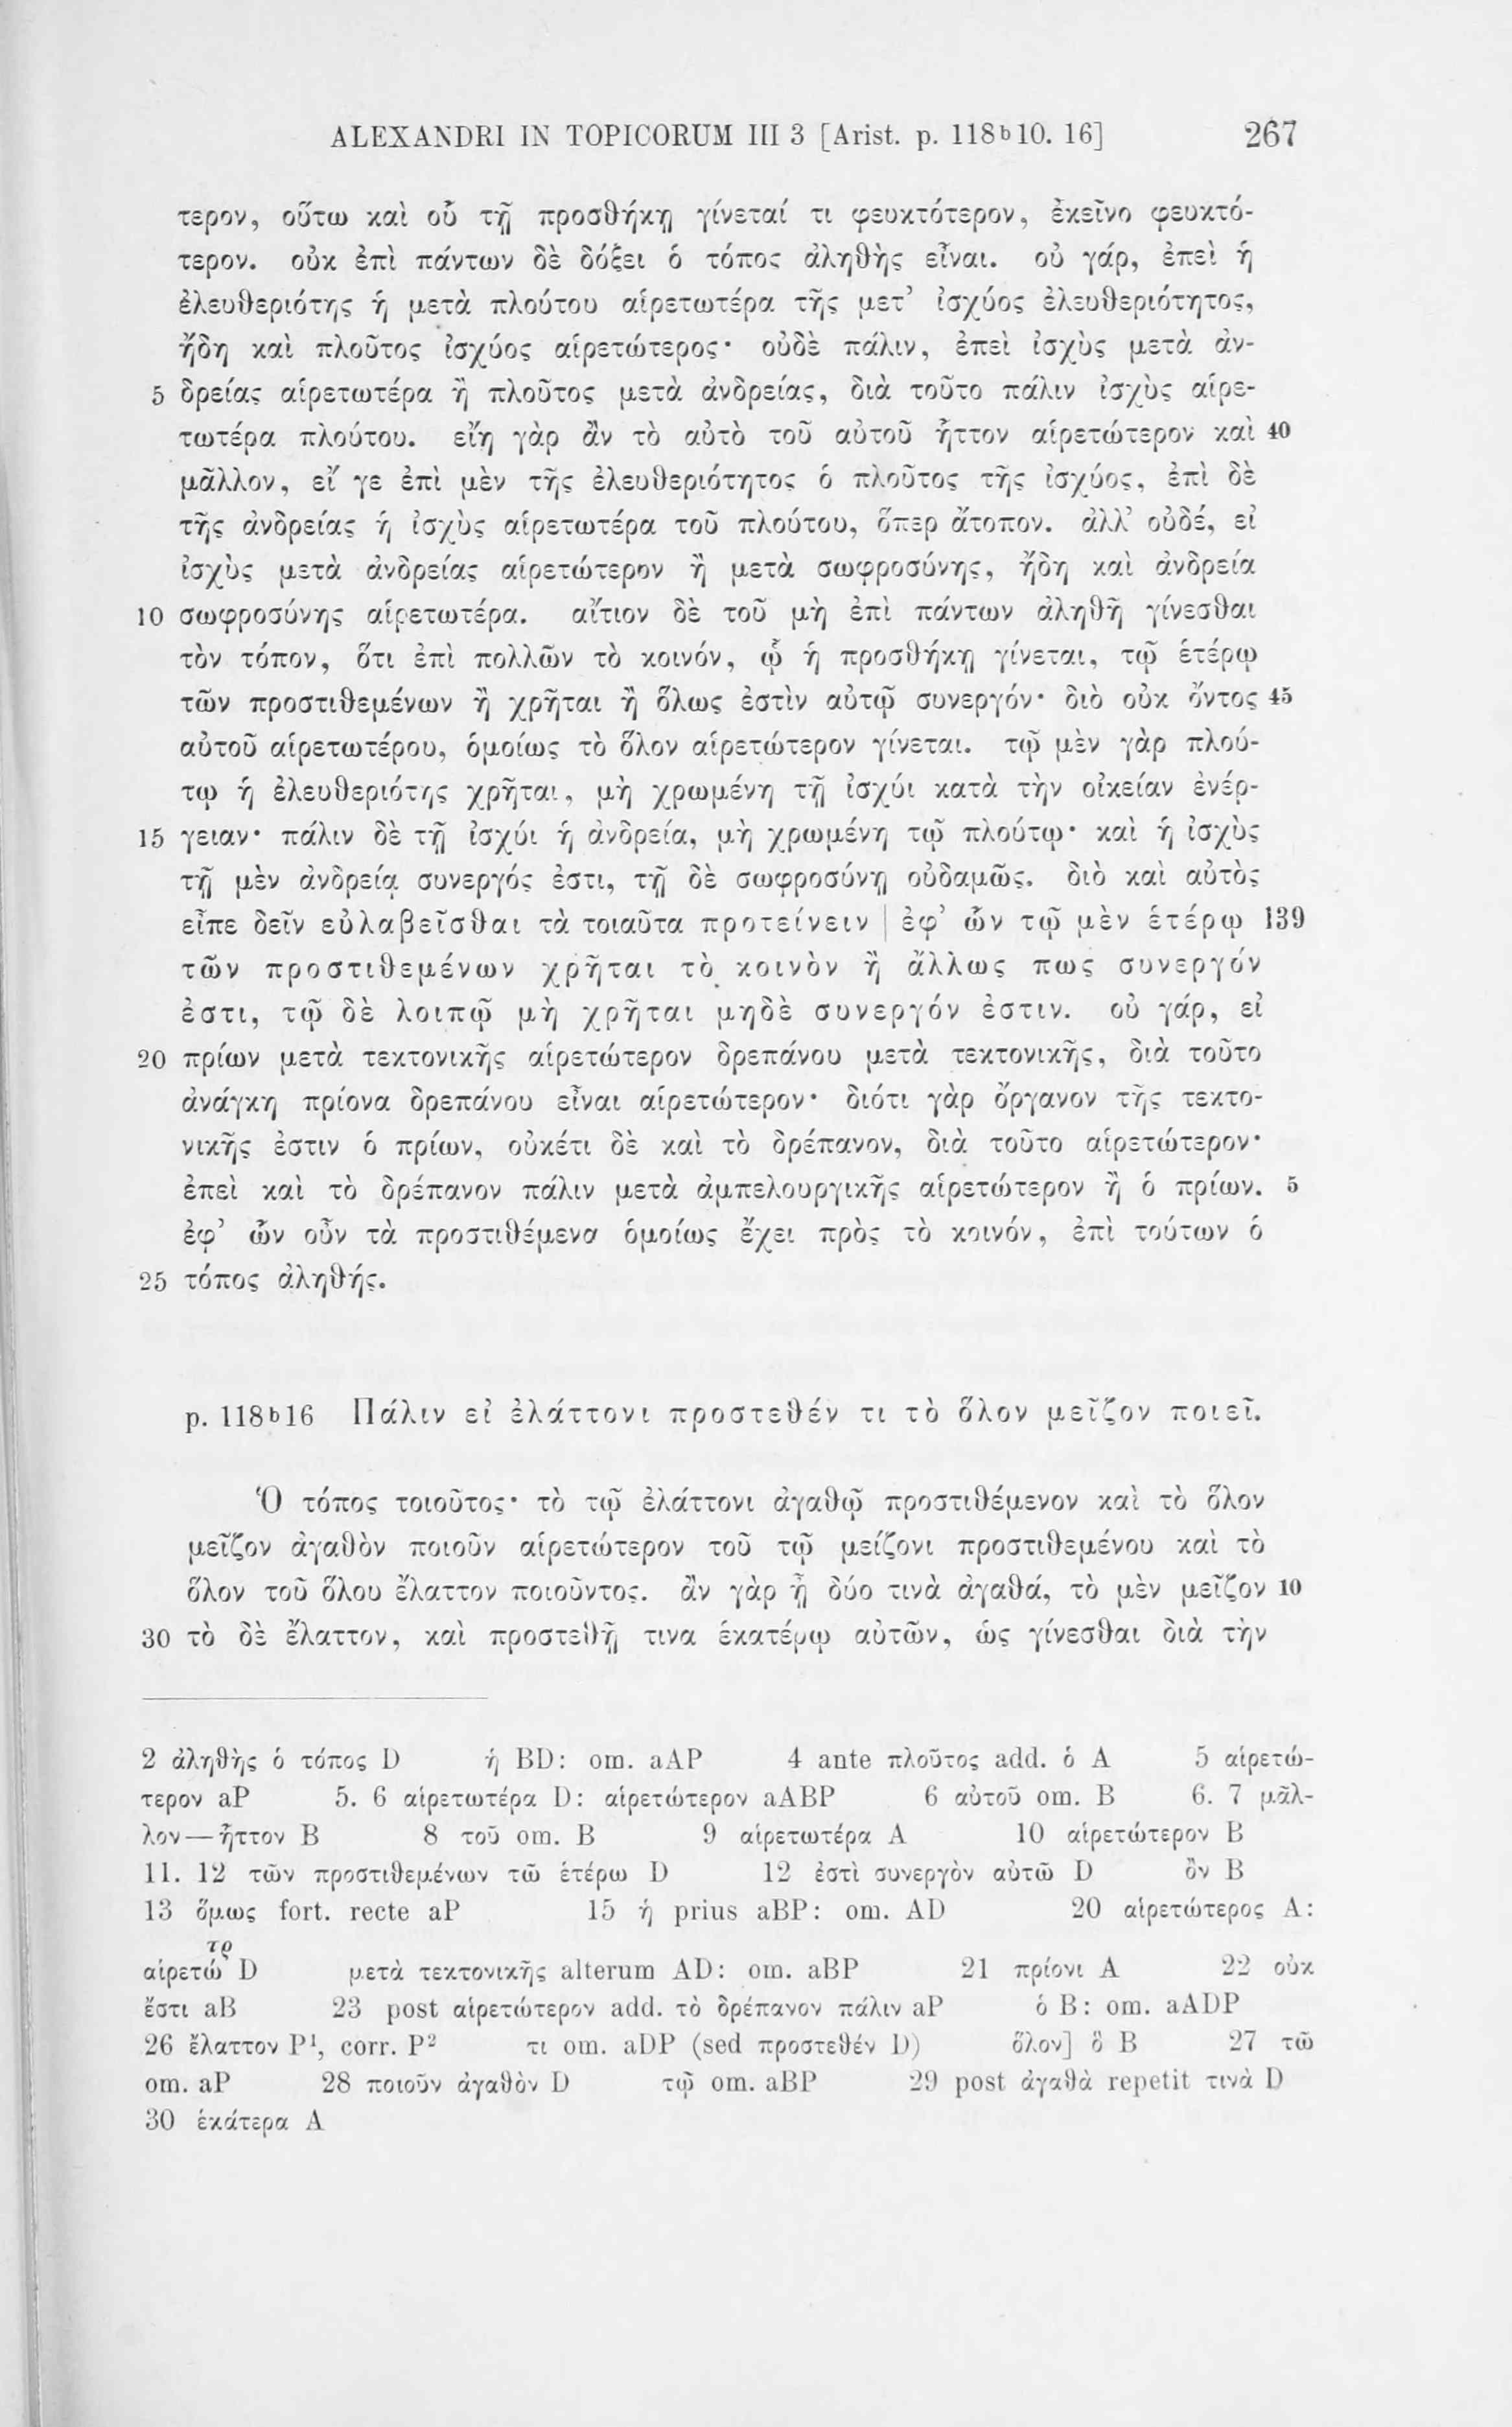 ALEXANDRI IN TOPICORUM III 3 [Arist. p. 118b10. 16] 267
τερον, οὕτω καὶ οὗ τῇ προσθήκῃ γίνεταί τι φευκτότερον, ἐκεῖνο φευκτό-
τερον. οὐκ ἐπὶ πάντων δὲ δόξει ὁ τόπος ἀληθὴς εἶναι. οὐ γάρ, ἐπεὶ ἡ
ἐλευθεριότης ἡ μετὰ πλούτου αἱρετωτέρα τῆς μετ’ ἰσχύος ἐλευθεριότητος,
ἤδη καὶ πλοῦτος ἰσχύος αἱρετώτερος· οὐδὲ πάλιν, ἐπεὶ ἰσχὺς μετὰ ἀν-
5 δρείας αἱρετωτέρα ἢ πλοῦτος μετὰ ἀνδρείας, διὰ τοῦτο πάλιν ἰσχὺς αἱρε-
τωτέρα πλούτου. εἴη γὰρ ἂν τὸ αὐτὸ τοῦ αὐτοῦ ἧττον αἱρετώτερον καὶ 40
μᾶλλον, εἴ γε ἐπὶ μὲν τῆς ἐλευθεριότητος ὁ πλοῦτος τῆς ἰσχύος, ἐπὶ δὲ
τῆς ἀνδρείας ἡ ἰσχὺς αἱρετωτέρα τοῦ πλούτου, ὅπερ ἄτοπον. ἀλλ’ οὐδέ, εἰ
ἰσχὺς μετὰ ἀνδρείας αἱρετώτερον ἢ μετὰ σωφροσύνης, ἤδη καὶ ἀνδρεία
10 σωφροσύνης αἱρετωτέρα. αἴτιον δὲ τοῦ μὴ ἐπὶ πάντων ἀληθῆ γίνεσθαι
τὸν τόπον, ὅτι ἐπὶ πολλῶν τὸ κοινόν, ᾧ ἡ προσθήκη γίνεται, τῷ ἑτέρῳ
τῶν προστιθεμένων ἢ χρῆται ἢ ὅλως ἐστὶν αὐτῷ συνεργόν· διὸ οὐκ ὄντος 45
αὐτοῦ αἱρετωτέρου, ὁμοίως τὸ ὅλον αἱρετώτερον γίνεται. τῷ μὲν γὰρ πλού-
τῳ ἡ ἐλευθεριότης χρῆται, μὴ χρωμένη τῇ ἰσχύι κατὰ τὴν οἰκείαν ἐνέρ-
15 γειαν· πάλιν δὲ τῇ ἰσχύι ἡ ἀνδρεία, μὴ χρωμένη τῷ πλούτῳ· καὶ ἡ ἰσχὺς
τῇ μὲν ἀνδρείᾳ συνεργός ἐστι, τῇ δὲ σωφροσύνῃ οὐδαμῶς. διὸ καὶ αὐτὸς
εἶπε δεῖν εὐλαβεῖσθαι τὰ τοιαῦτα προτείνειν | ἐφ’ ὧν τῷ μὲν ἑτέρῳ 139
τῶν προστιθεμένων χρῆται τὸ κοινὸν ἢ ἄλλως πως συνεργόν
ἐστι, τῷ δὲ λοιπῷ μὴ χρῆται μηδὲ συνεργόν ἐστιν. οὐ γάρ, εἰ
20 πρίων μετὰ τεκτονικῆς αἱρετώτερον δρεπάνου μετὰ τεκτονικῆς, διὰ τοῦτο
ἀνάγκη πρίονα δρεπάνου εἶναι αἱρετώτερον· διότι γὰρ ὄργανον τῆς τεκτο-
νικῆς ἐστιν ὁ πρίων, οὐκέτι δὲ καὶ τὸ δρέπανον, διὰ τοῦτο αἱρετώτερον·
ἐπεὶ καὶ τὸ δρέπανον πάλιν μετὰ ἀμπελουργικῆς αἱρετώτερον ἢ ὁ πρίων. 5
ἐφ’ ὧν οὖν τὰ προστιθέμενα ὁμοίως ἔχει πρὸς τὸ κοινόν, ἐπὶ τούτων ὁ
25 τόπος ἀληθής.
p. 118b16 Πάλιν εἰ ἐλάττονι προστεθέν τι τὸ ὅλον μεῖζον ποιεῖ.
Ὁ τόπος τοιοῦτος· τὸ τῷ ἐλάττονι ἀγαθῷ προστιθέμενον καὶ τὸ ὅλον
μεῖζον ἀγαθὸν ποιοῦν αἱρετώτερον τοῦ τῷ μείζονι προστιθεμένου καὶ τὸ
ὅλον τοῦ ὅλου ἔλαττον ποιοῦντος. ἂν γὰρ ᾖ δύο τινὰ ἀγαθά, τὸ μὲν μεῖζον 10
30 τὸ δὲ ἔλαττον, καὶ προστεθῇ τινα ἑκατέρῳ αὐτῶν, ὡς γίνεσθαι διὰ τὴν
2 ἀληθὴς ὁ τόπος D ἡ BD: om. aAP 4 ante πλοῦτος add. ὁ A 5 αἱρετώ-
τερον aP 5. 6 αἱρετωτέρα D: αἱρετώτερον aABP 6 αὐτοῦ om. B 6. 7 μᾶλ-
λον—ἧττον B 8 τοῦ om. B 9 αἱρετωτέρα A 10 αἱρετώτερον B
11. 12 τῶν προστιθεμένων τῶ ἑτέρω D 12 ἐστὶ συνεργὸν αὐτῶ D ὂν B
13 ὅμως fort. recte aP 15 ἡ prius aBP: om. AD 20 αἱρετώτερος A:
αἱρετώτρ D μετὰ τεκτονικῆς alterum AD: om. aBP 21 πρίονι A 22 οὐκ
ἔστι aB 23 post αἱρετώτερον add. τὸ δρέπανον πάλιν aP ὁ B: om. aADP
26 ἔλαττον P¹, corr. P² τι om. aDP (sed προστεθέν D) ὅλον] ὃ B 27 τῶ
om. aP 28 ποιοῦν ἀγαθὸν D τῷ om. aBP 29 post ἀγαθὰ repetit τινὰ D
30 ἑκάτερα A